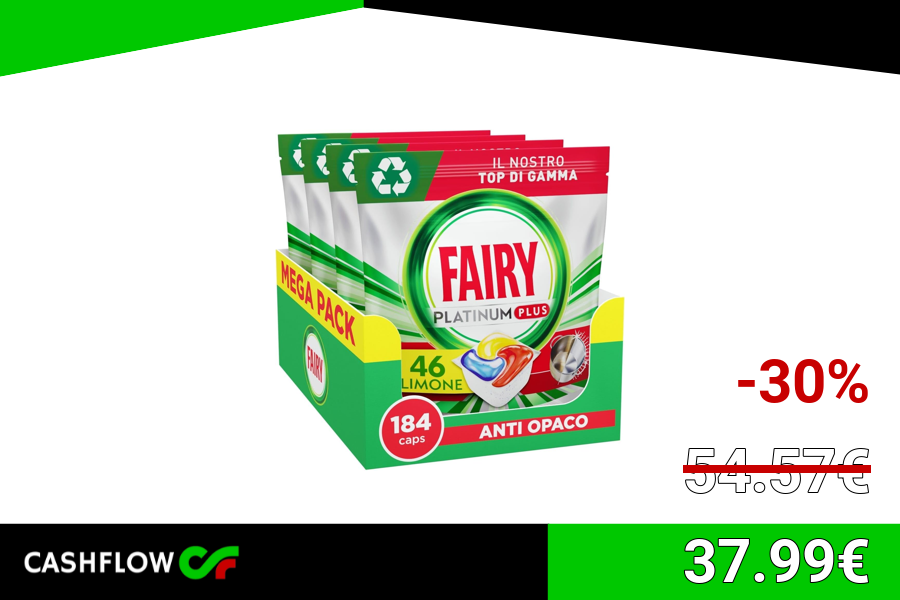 IL NOSTRO
TOP DI GAMMA
FAIRY
PLATINUM PLUS
MEGA PACK
FAIRY
46
LIMONE
184
caps
ANTI OPACO
-30%
54.57€
CASHFLOW
37.99€